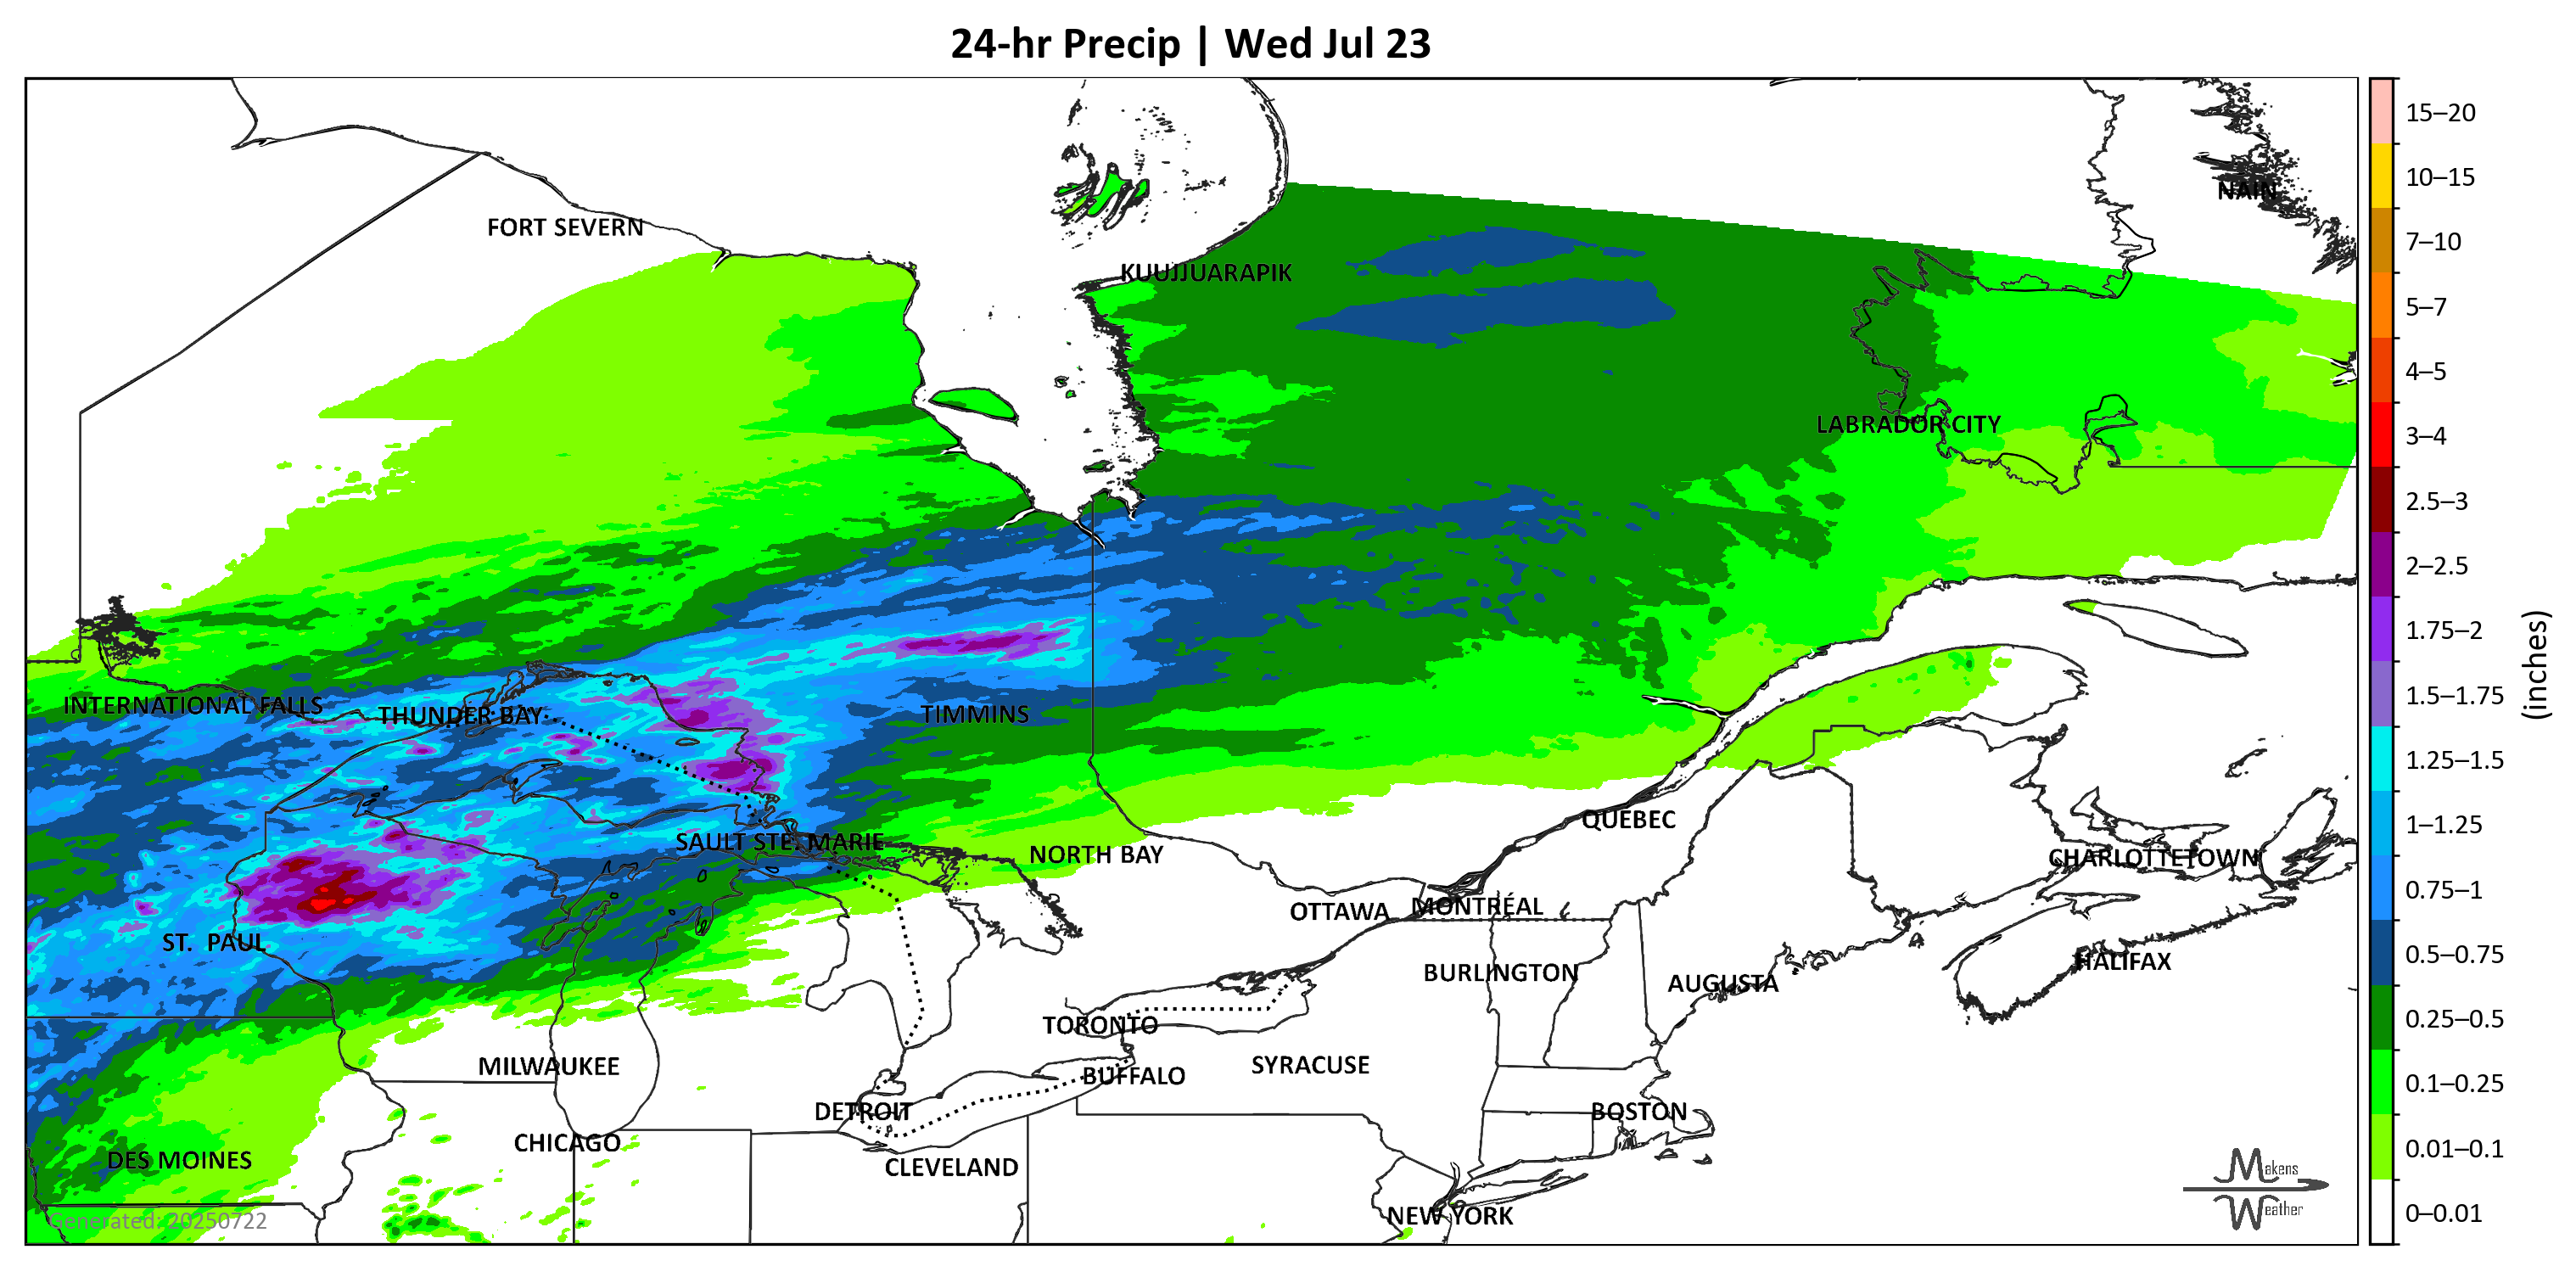 24-hr Precip | Wed Jul 23
15–20
10–15
7–10
5–7
4–5
3–4
2.5–3
2–2.5
1.75–2
1.5–1.75
1.25–1.5
1–1.25
0.75–1
0.5–0.75
0.25–0.5
0.1–0.25
0.01–0.1
0–0.01
(inches)
NAIN
FORT SEVERN
KUUJJUARAPIK
LABRADOR CITY
INTERNATIONAL FALLS
THUNDER BAY
TIMMINS
SAULT STE. MARIE
NORTH BAY
QUÉBEC
CHARLOTTETOWN
OTTAWA
MONTRÉAL
ST. PAUL
HALIFAX
BURLINGTON
AUGUSTA
TORONTO
MILWAUKEE
SYRACUSE
BUFFALO
DETROIT
BOSTON
CHICAGO
DES MOINES
CLEVELAND
NEW YORK
Generated: 20250722
Makens
Weather